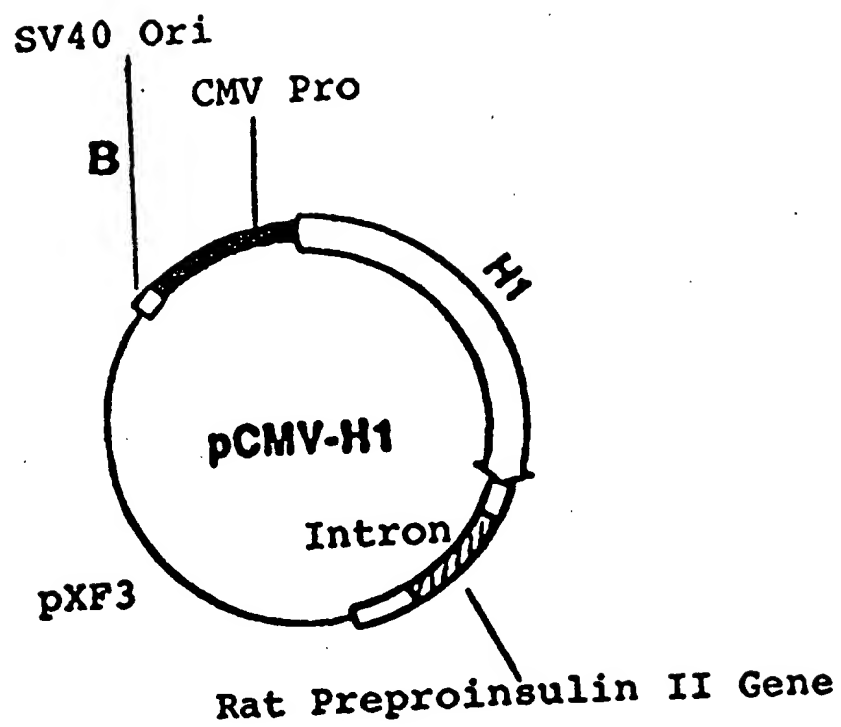 SV40 Ori
CMV Pro
B
H1
pCMV-H1
Intron
pXF3
Rat Preproinsulin II Gene